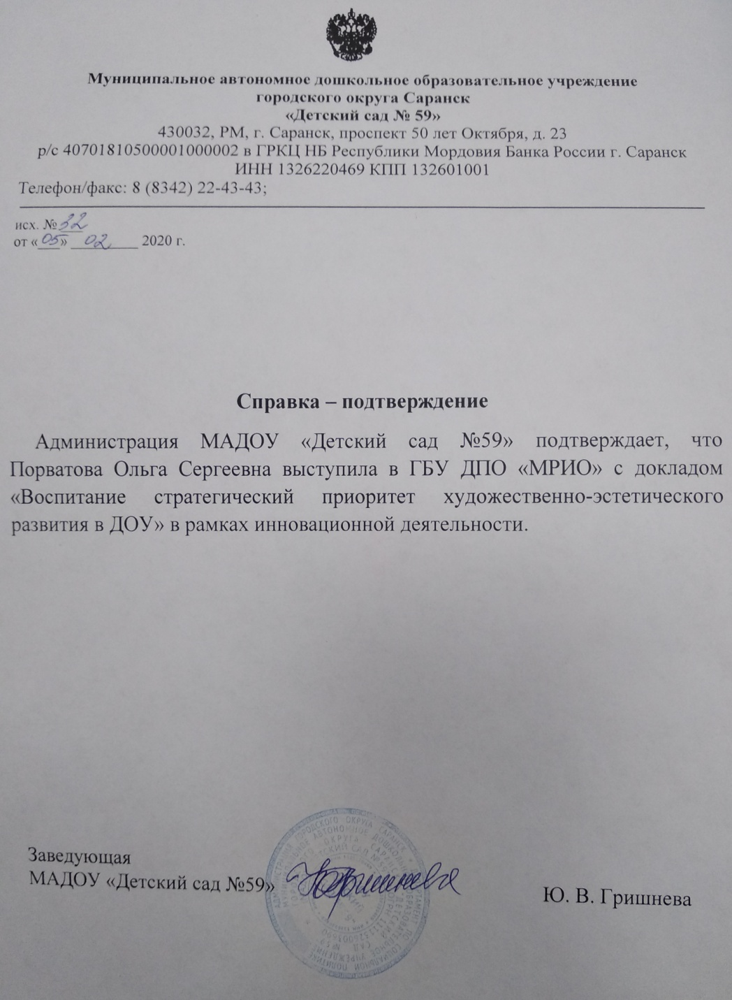 Муниципальное автономное дошкольное образовательное учреждение
городского округа Саранск
«Детский сад № 59»
430032, РМ, г. Саранск, проспект 50 лет Октября, д. 23
р/с 40701810500001000002 в ГРКЦ НБ Республики Мордовия Банка России г. Саранск
ИНН 1326220469 КПП 132601001
Телефон/факс: 8 (8342) 22-43-43;
исх. № 32
от «05» 02 2020 г.
Справка – подтверждение
Администрация МАДОУ «Детский сад №59» подтверждает, что
Порватова Ольга Сергеевна выступила в ГБУ ДПО «МРИО» с докладом
«Воспитание стратегический приоритет художественно-эстетического
развития в ДОУ» в рамках инновационной деятельности.
Заведующая
МАДОУ «Детский сад №59»
Ю. В. Гришнева